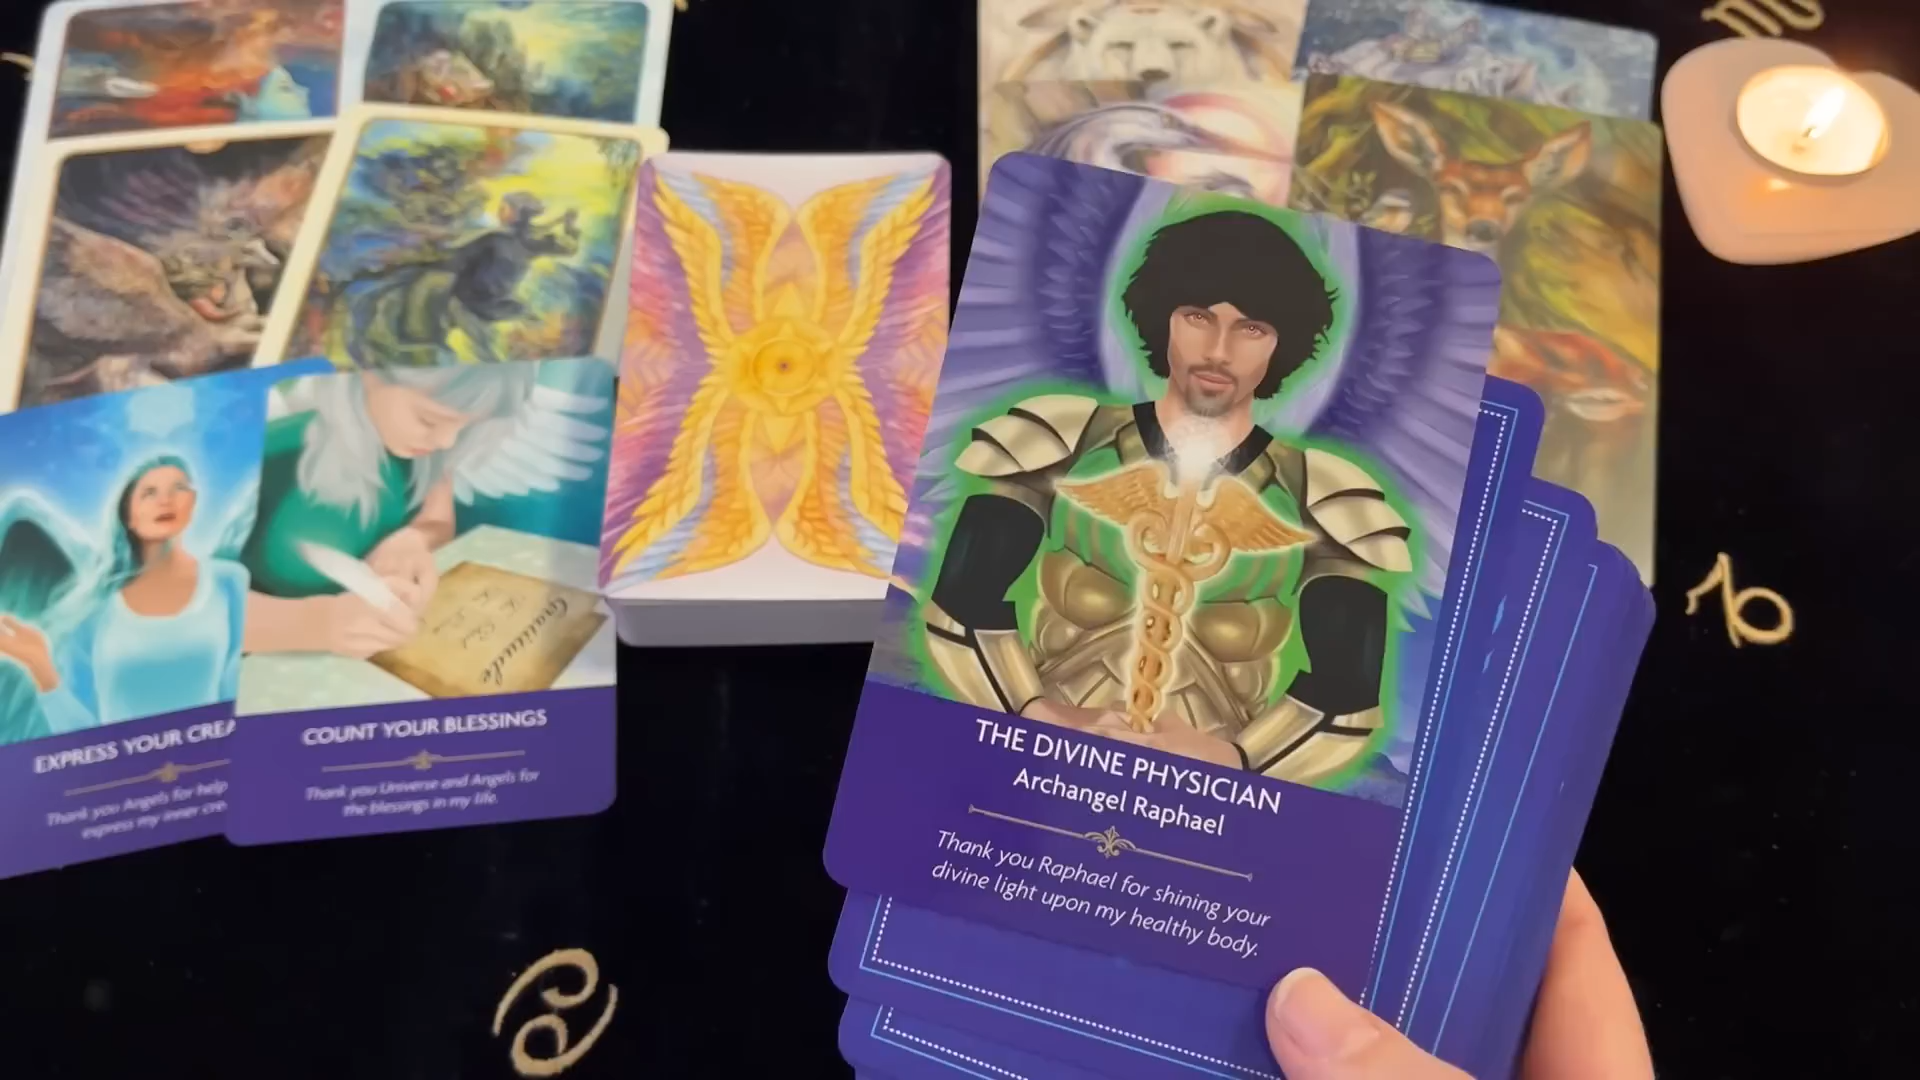 EXPRESS YOUR CREA
Thank you Angels for help
express my inner cre
Gratitude
COUNT YOUR BLESSINGS
Thank you Universe and Angels for
the blessings in my life.
THE DIVINE PHYSICIAN
Archangel Raphael
Thank you Raphael for shining your
divine light upon my healthy body.